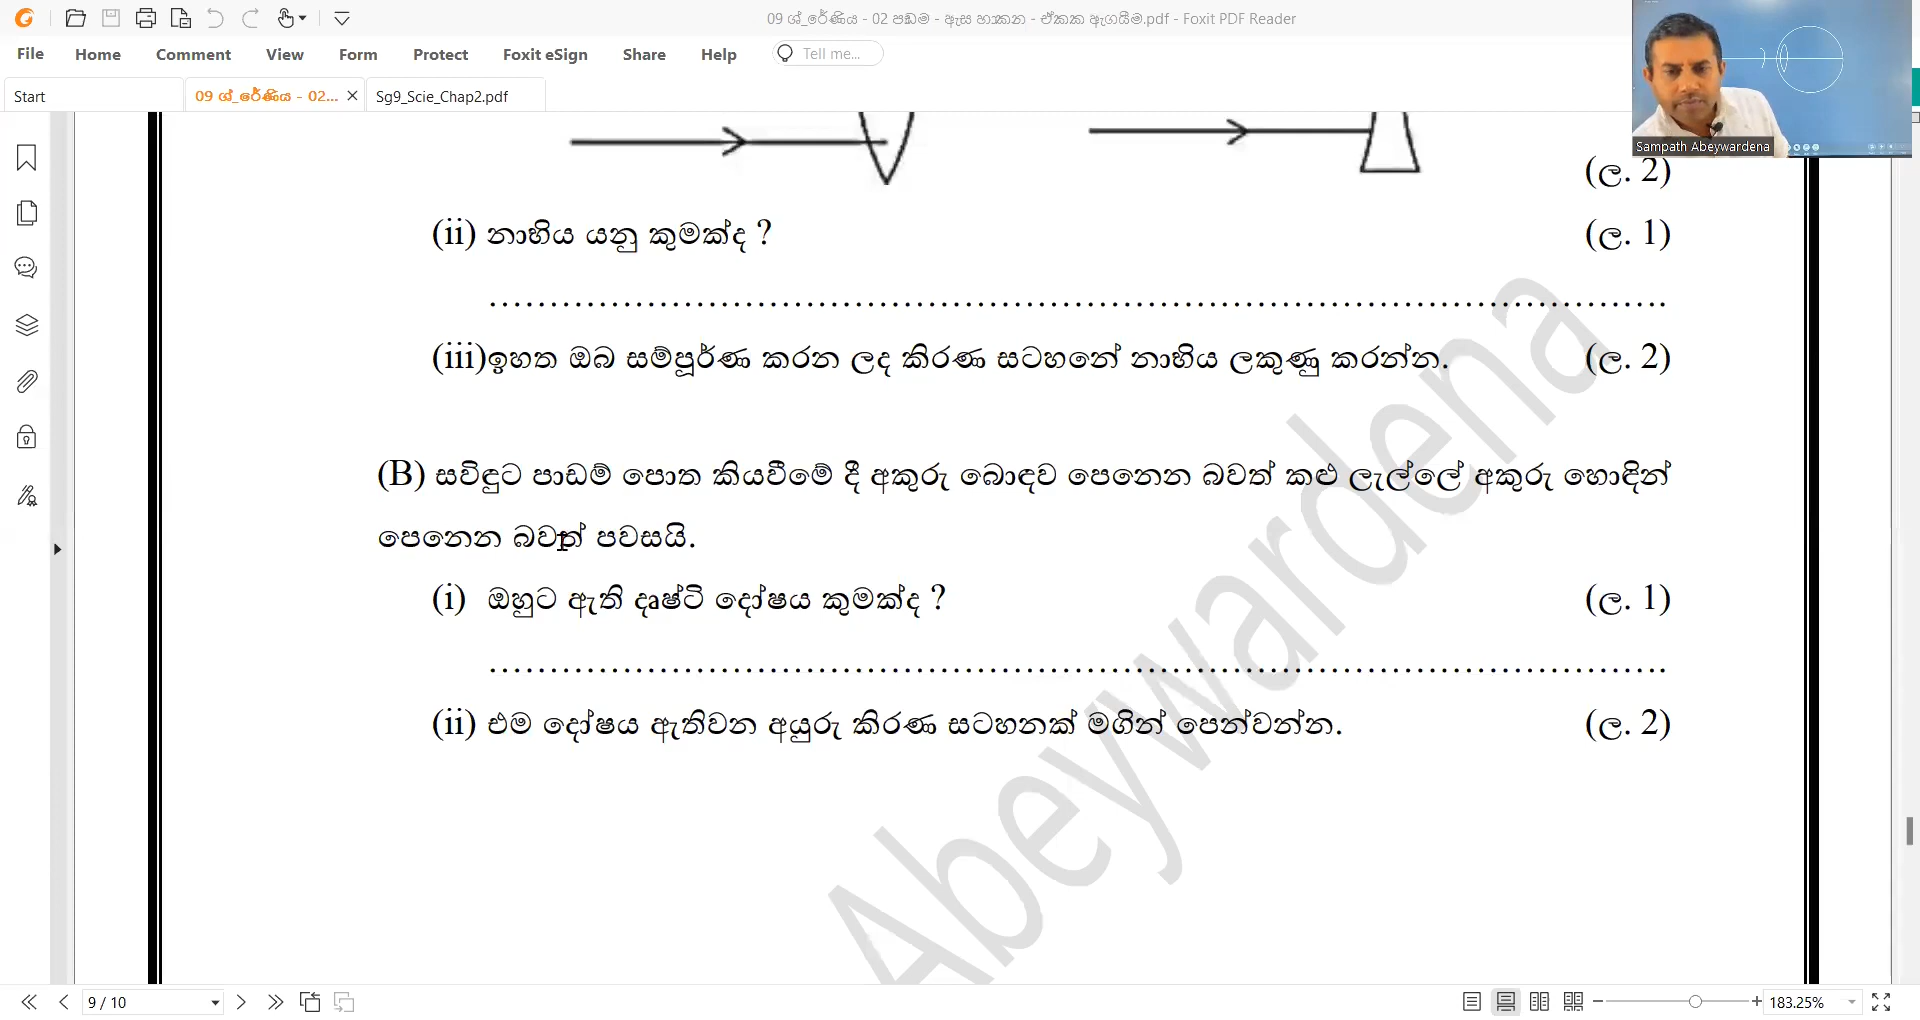 09 ශ්‍රේණිය - 02 පාඩම - ඇස හා කන - ඒකක ඇගයීම.pdf - Foxit PDF Reader
File Home Comment View Form Protect Foxit eSign Share Help Tell me...
Start 09 ශ්‍රේණිය - 02... Sg9_Scie_Chap2.pdf
Sampath Abeywardena
(ල. 2)
(ii) නාභිය යනු කුමක්ද ? (ල. 1)
(iii)ඉහත ඔබ සම්පූර්ණ කරන ලද කිරණ සටහනේ නාභිය ලකුණු කරන්න. (ල. 2)
(B) සවිඳුට පාඩම් පොත කියවීමේ දී අකුරු බොඳව පෙනෙන බවත් කළු ලැල්ලේ අකුරු හොඳින්
පෙනෙන බවත් පවසයි.
(i) ඔහුට ඇති දෘෂ්ටි දෝෂය කුමක්ද ? (ල. 1)
(ii) එම දෝෂය ඇතිවන අයුරු කිරණ සටහනක් මගින් පෙන්වන්න. (ල. 2)
Abeywardena
9 / 10 183.25%